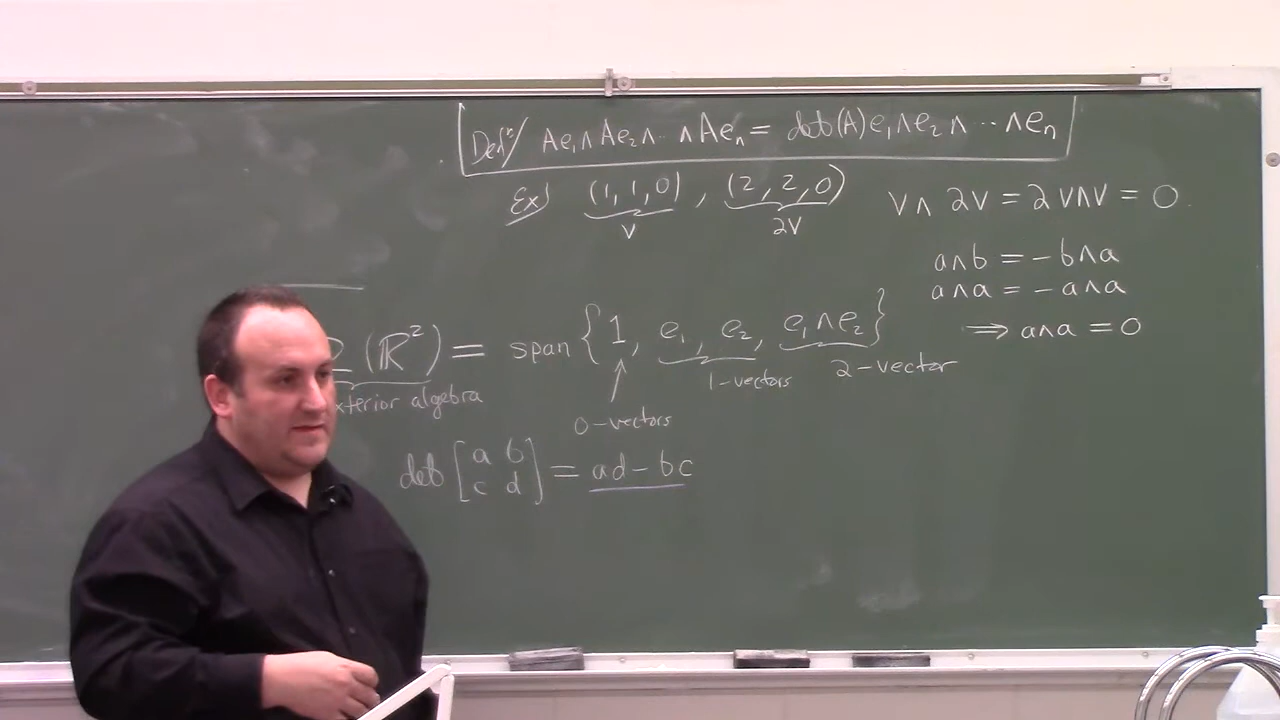 Defⁿ/ Ae₁∧Ae₂∧⋯∧Aeₙ = det(A)e₁∧e₂∧⋯∧eₙ
Ex) (1,1,0), (2,2,0) v∧2v = 2v∧v = 0.
v 2v
a∧b = -b∧a
a∧a = -a∧a
⟹ a∧a = 0
(ℝ²) = span{1, e₁, e₂, e₁∧e₂}
xterior algebra 1-vectors 2-vector
0-vectors
det[a b
c d] = ad-bc